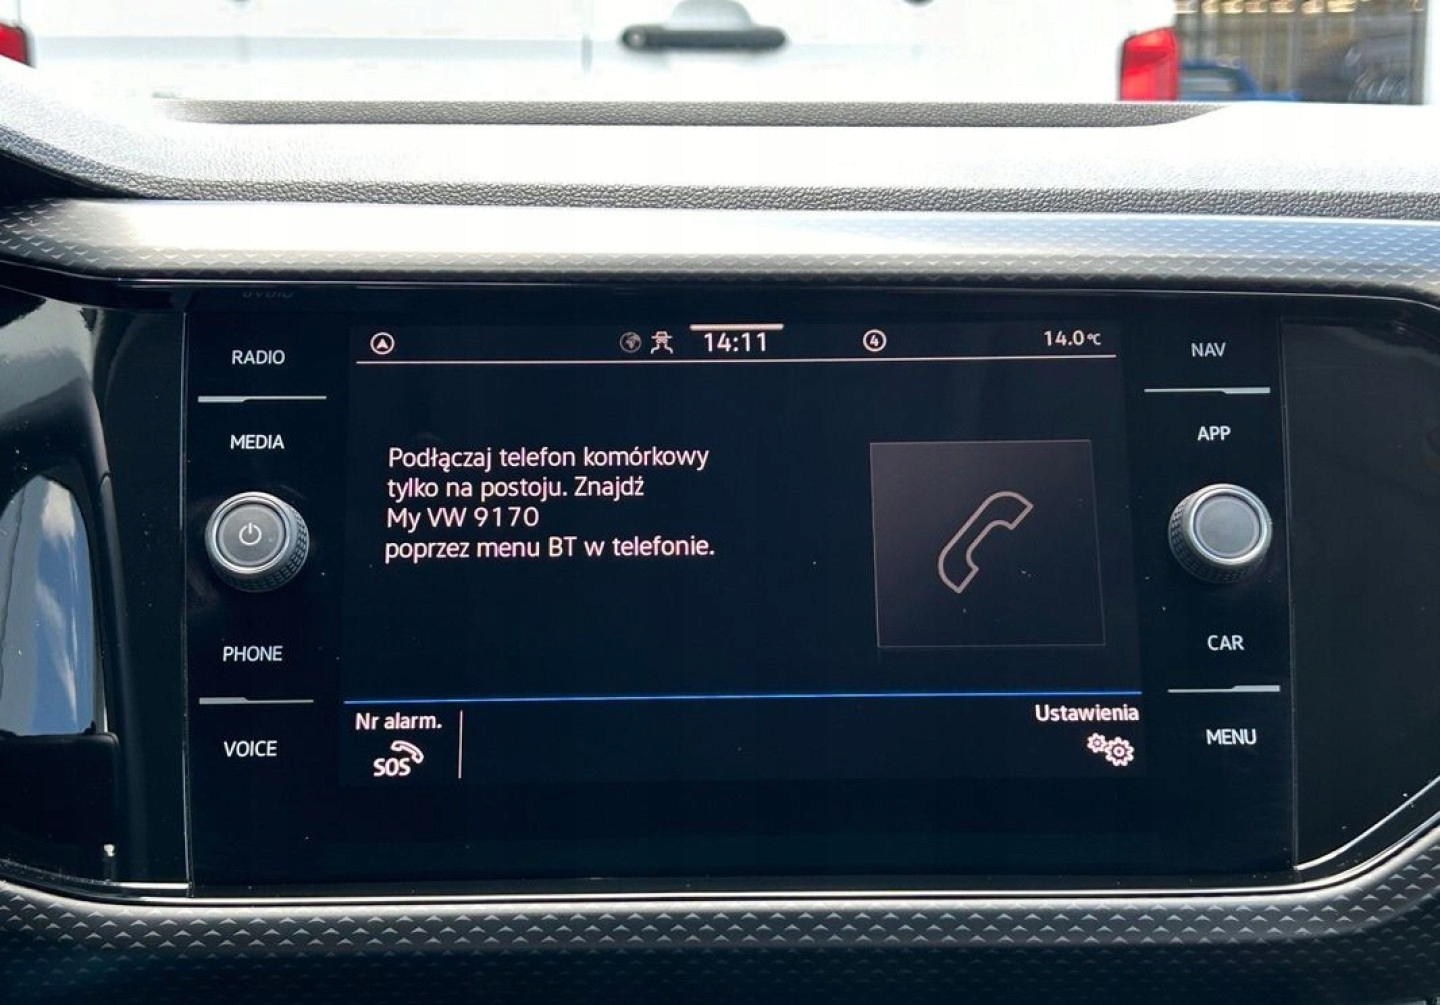 RADIO
MEDIA
PHONE
VOICE
14:11
4
14.0°C
Podłączaj telefon komórkowy
tylko na postoju. Znajdź
My VW 9170
poprzez menu BT w telefonie.
Nr alarm.
SOS
Ustawienia
NAV
APP
CAR
MENU